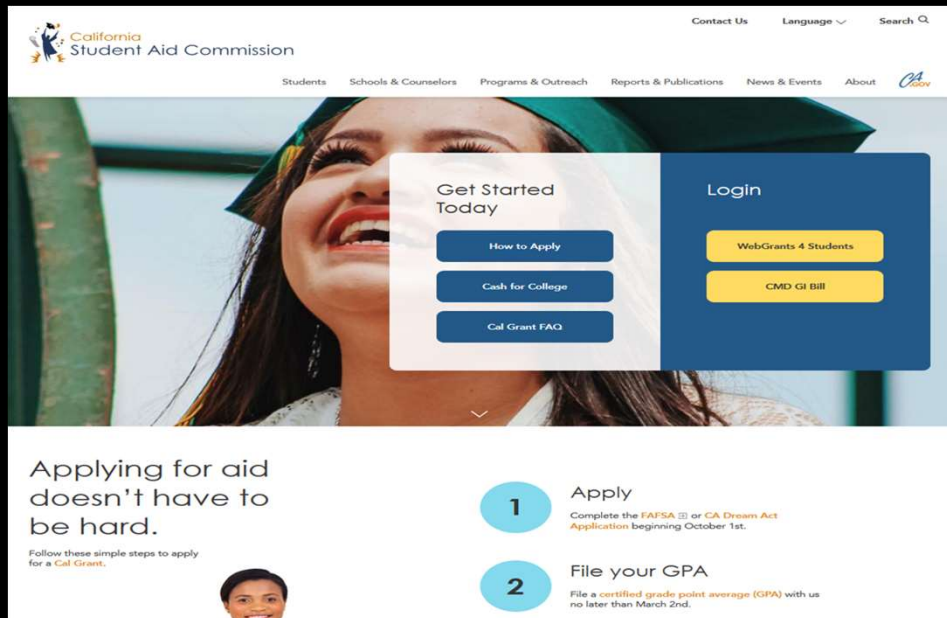 Contact Us Language Search
California
Student Aid Commission
Students Schools & Counselors Programs & Outreach Reports & Publications News & Events About CA.GOV
Get Started
Today
How to Apply
Cash for College
Cal Grant FAQ
Login
WebGrants 4 Students
CMD GI Bill
Applying for aid
doesn't have to
be hard.
Follow these simple steps to apply
for a Cal Grant.
1
Apply
Complete the FAFSA or CA Dream Act
Application beginning October 1st.
2
File your GPA
File a certified grade point average (GPA) with us
no later than March 2nd.